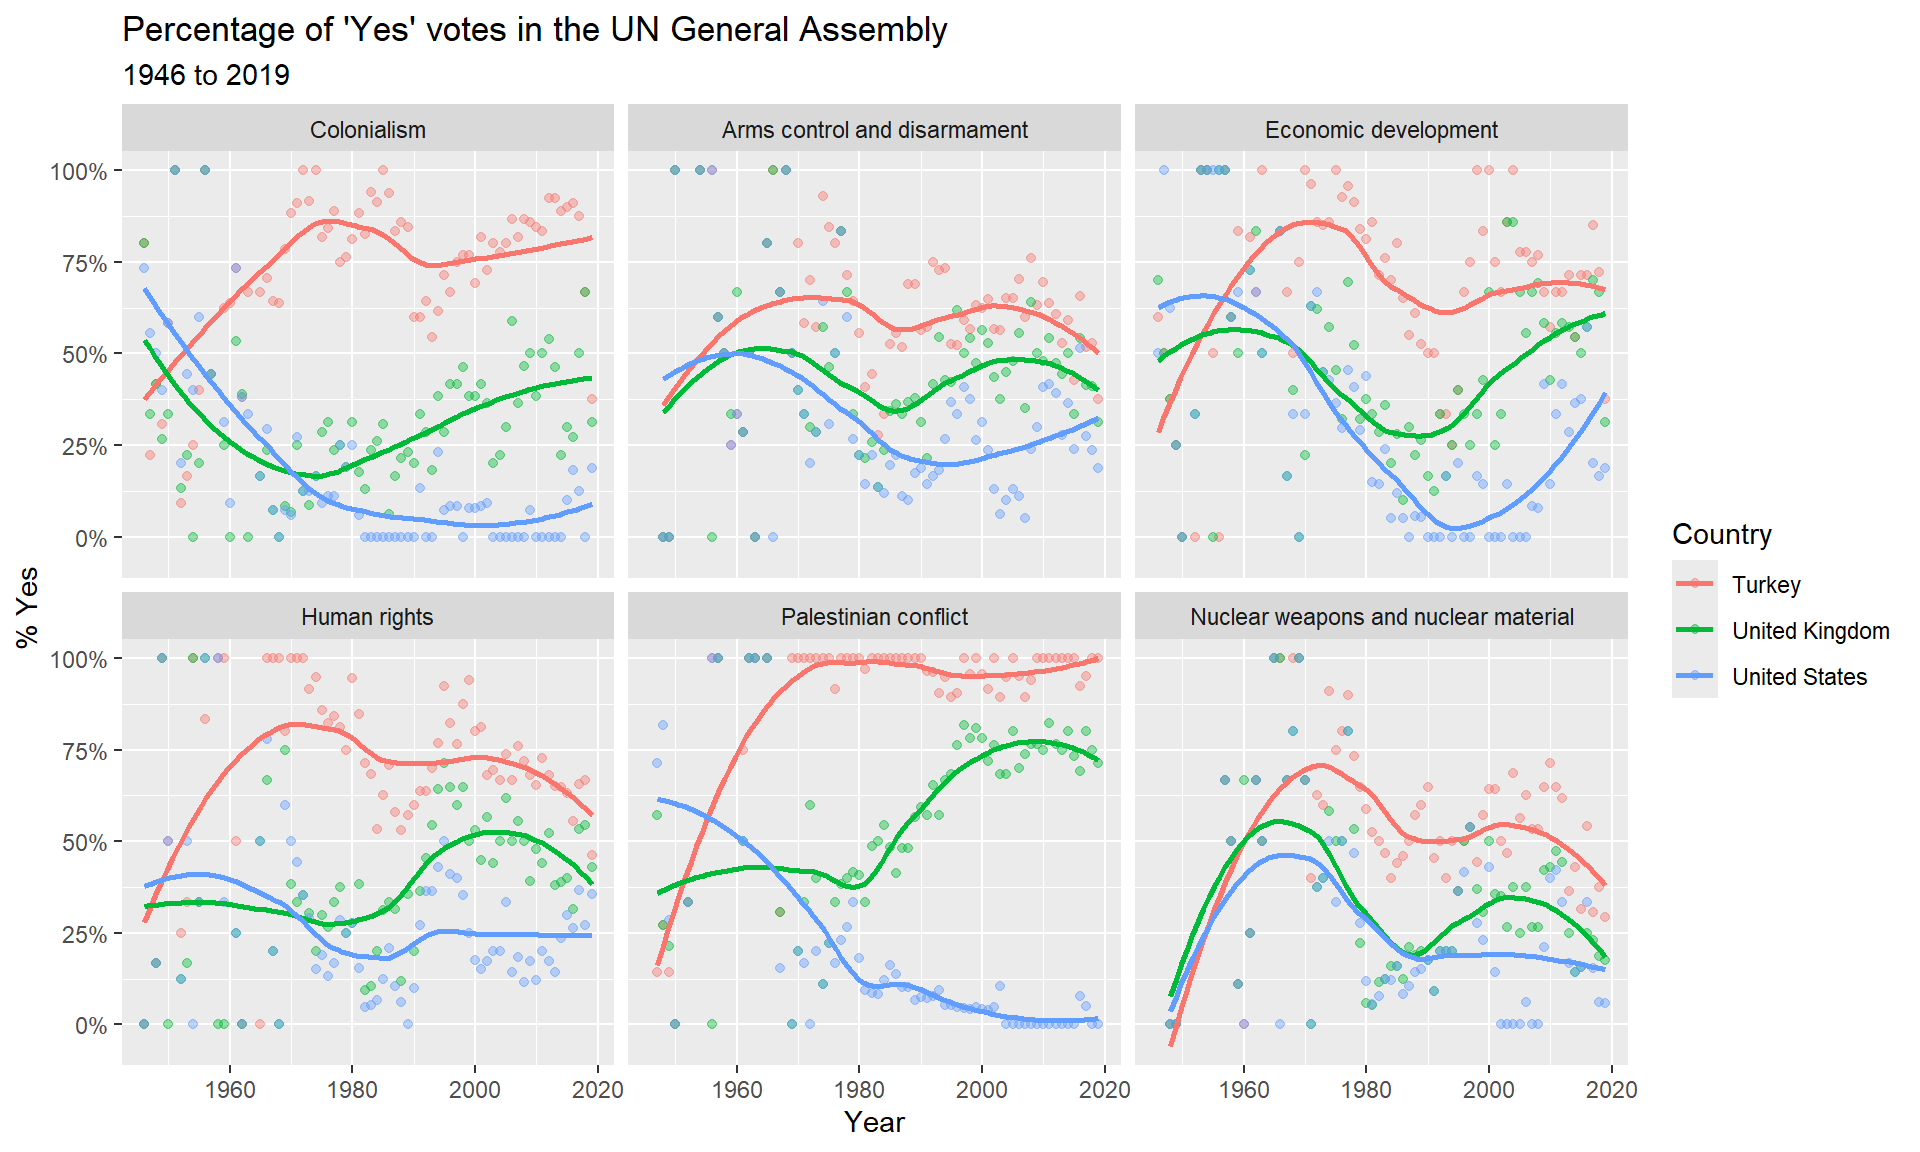 Percentage of 'Yes' votes in the UN General Assembly
1946 to 2019
Colonialism
Arms control and disarmament
Economic development
100%
75%
50%
25%
0%
Human rights
Palestinian conflict
Nuclear weapons and nuclear material
100%
75%
50%
25%
0%
% Yes
1960 1980 2000 2020
1960 1980 2000 2020
1960 1980 2000 2020
Year
Country
Turkey
United Kingdom
United States